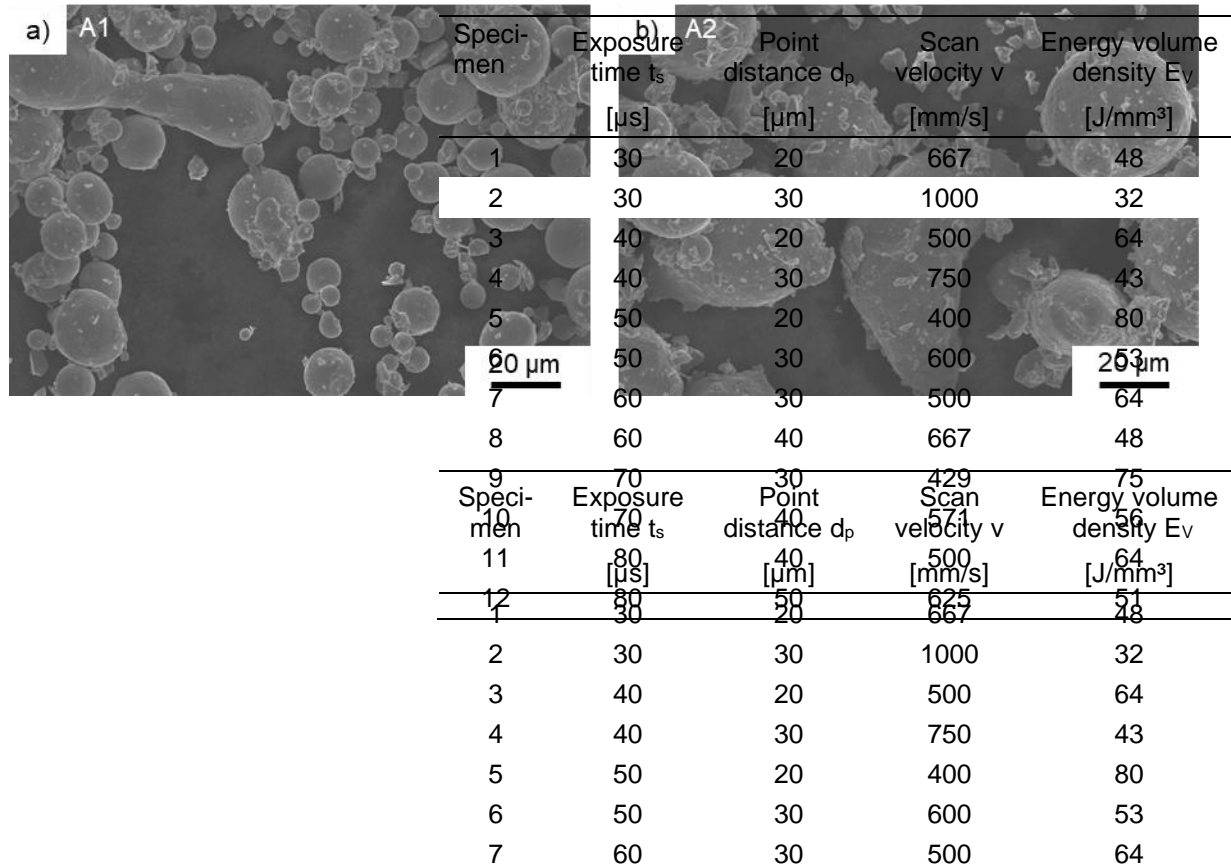 a) A1
b) A2
Speci-
men Exposure time ts Point distance dp Scan velocity v Energy volume density EV
[µs] [µm] [mm/s] [J/mm³]
1 30 20 667 48
2 30 30 1000 32
3 40 20 500 64
4 40 30 750 43
5 50 20 400 80
6 50 30 600 53
20 µm
20 µm
7 60 30 500 64
8 60 40 667 48
9 70 30 429 75
10 70 40 571 56
11 80 40 500 64
12 80 50 625 51
Speci-
men Exposure time ts Point distance dp Scan velocity v Energy volume density EV
[µs] [µm] [mm/s] [J/mm³]
1 30 20 667 48
2 30 30 1000 32
3 40 20 500 64
4 40 30 750 43
5 50 20 400 80
6 50 30 600 53
7 60 30 500 64